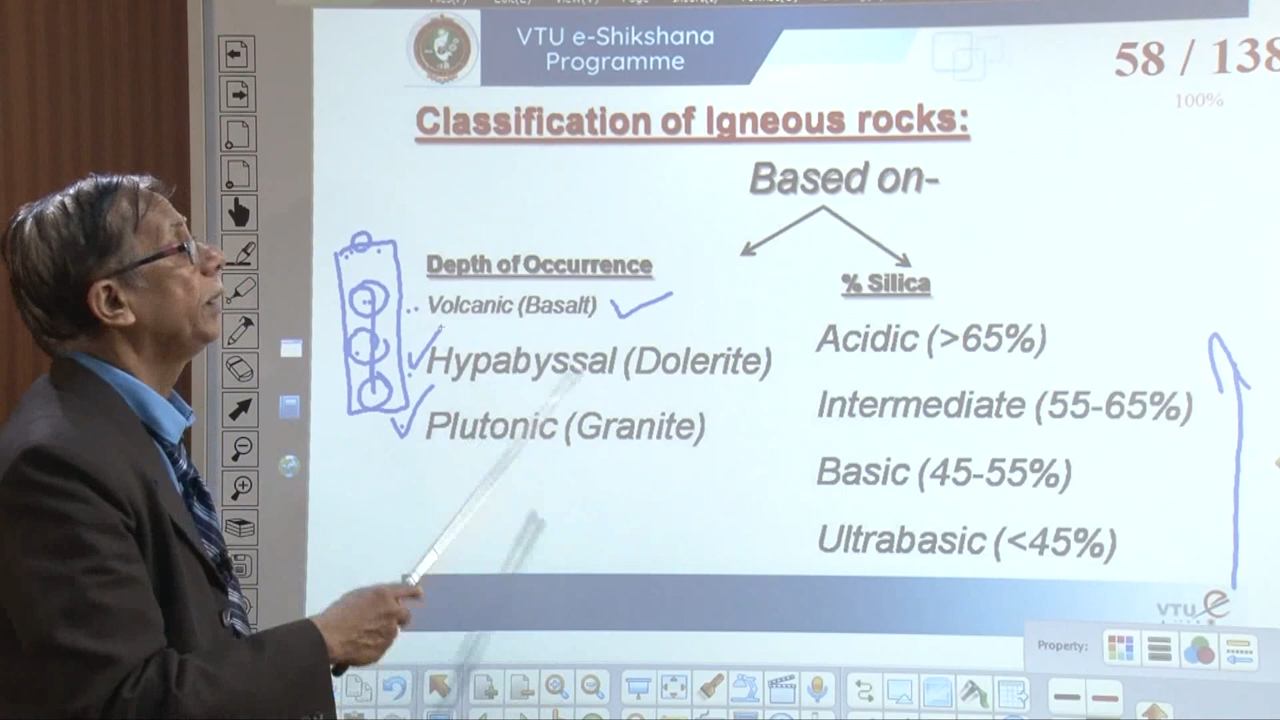 VTU e-Shikshana
Programme
58 / 138
100%
Classification of Igneous rocks:
Based on-
Depth of Occurrence
Volcanic (Basalt)
Hypabyssal (Dolerite)
Plutonic (Granite)
% Silica
Acidic (>65%)
Intermediate (55-65%)
Basic (45-55%)
Ultrabasic (<45%)
VTU e
Property: